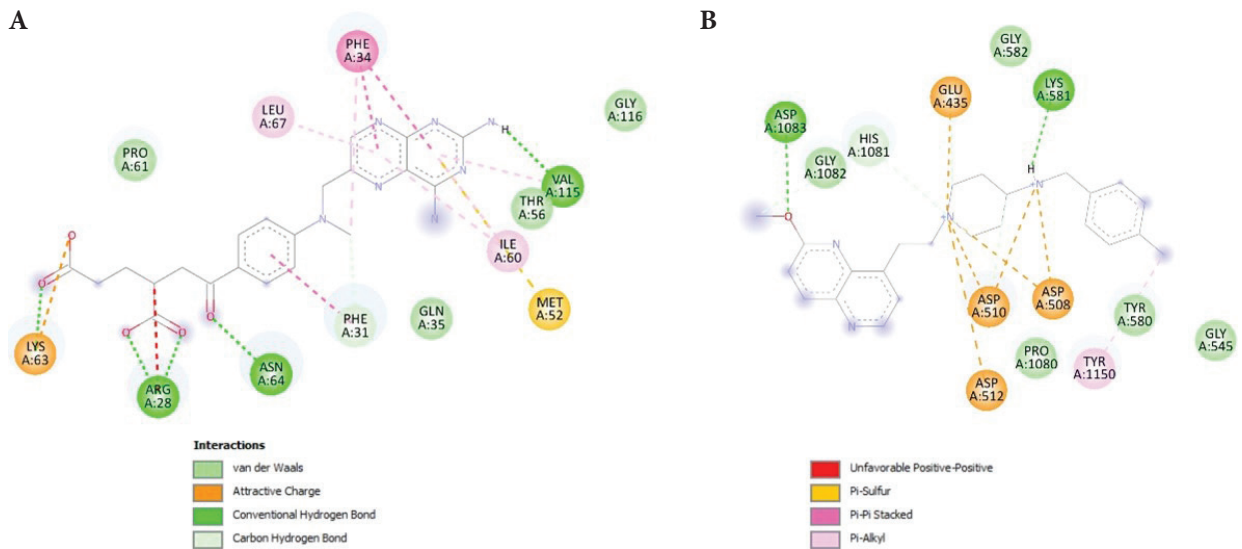 A
PHE
A:34
LEU
A:67
GLY
A:116
PRO
A:61
H
N
N
N
N
N
N
N
N
VAL
A:115
THR
A:56
ILE
A:60
MET
A:52
GLN
A:35
PHE
A:31
O
O
O
O
O
LYS
A:63
ARG
A:28
ASN
A:64
B
GLY
A:582
LYS
A:581
GLU
A:435
ASP
A:1083
HIS
A:1081
GLY
A:1082
H
N
N
N
N
O
ASP
A:510
ASP
A:508
TYR
A:580
GLY
A:545
PRO
A:1080
TYR
A:1150
ASP
A:512
Interactions
van der Waals
Attractive Charge
Conventional Hydrogen Bond
Carbon Hydrogen Bond
Unfavorable Positive-Positive
Pi-Sulfur
Pi-Pi Stacked
Pi-Alkyl